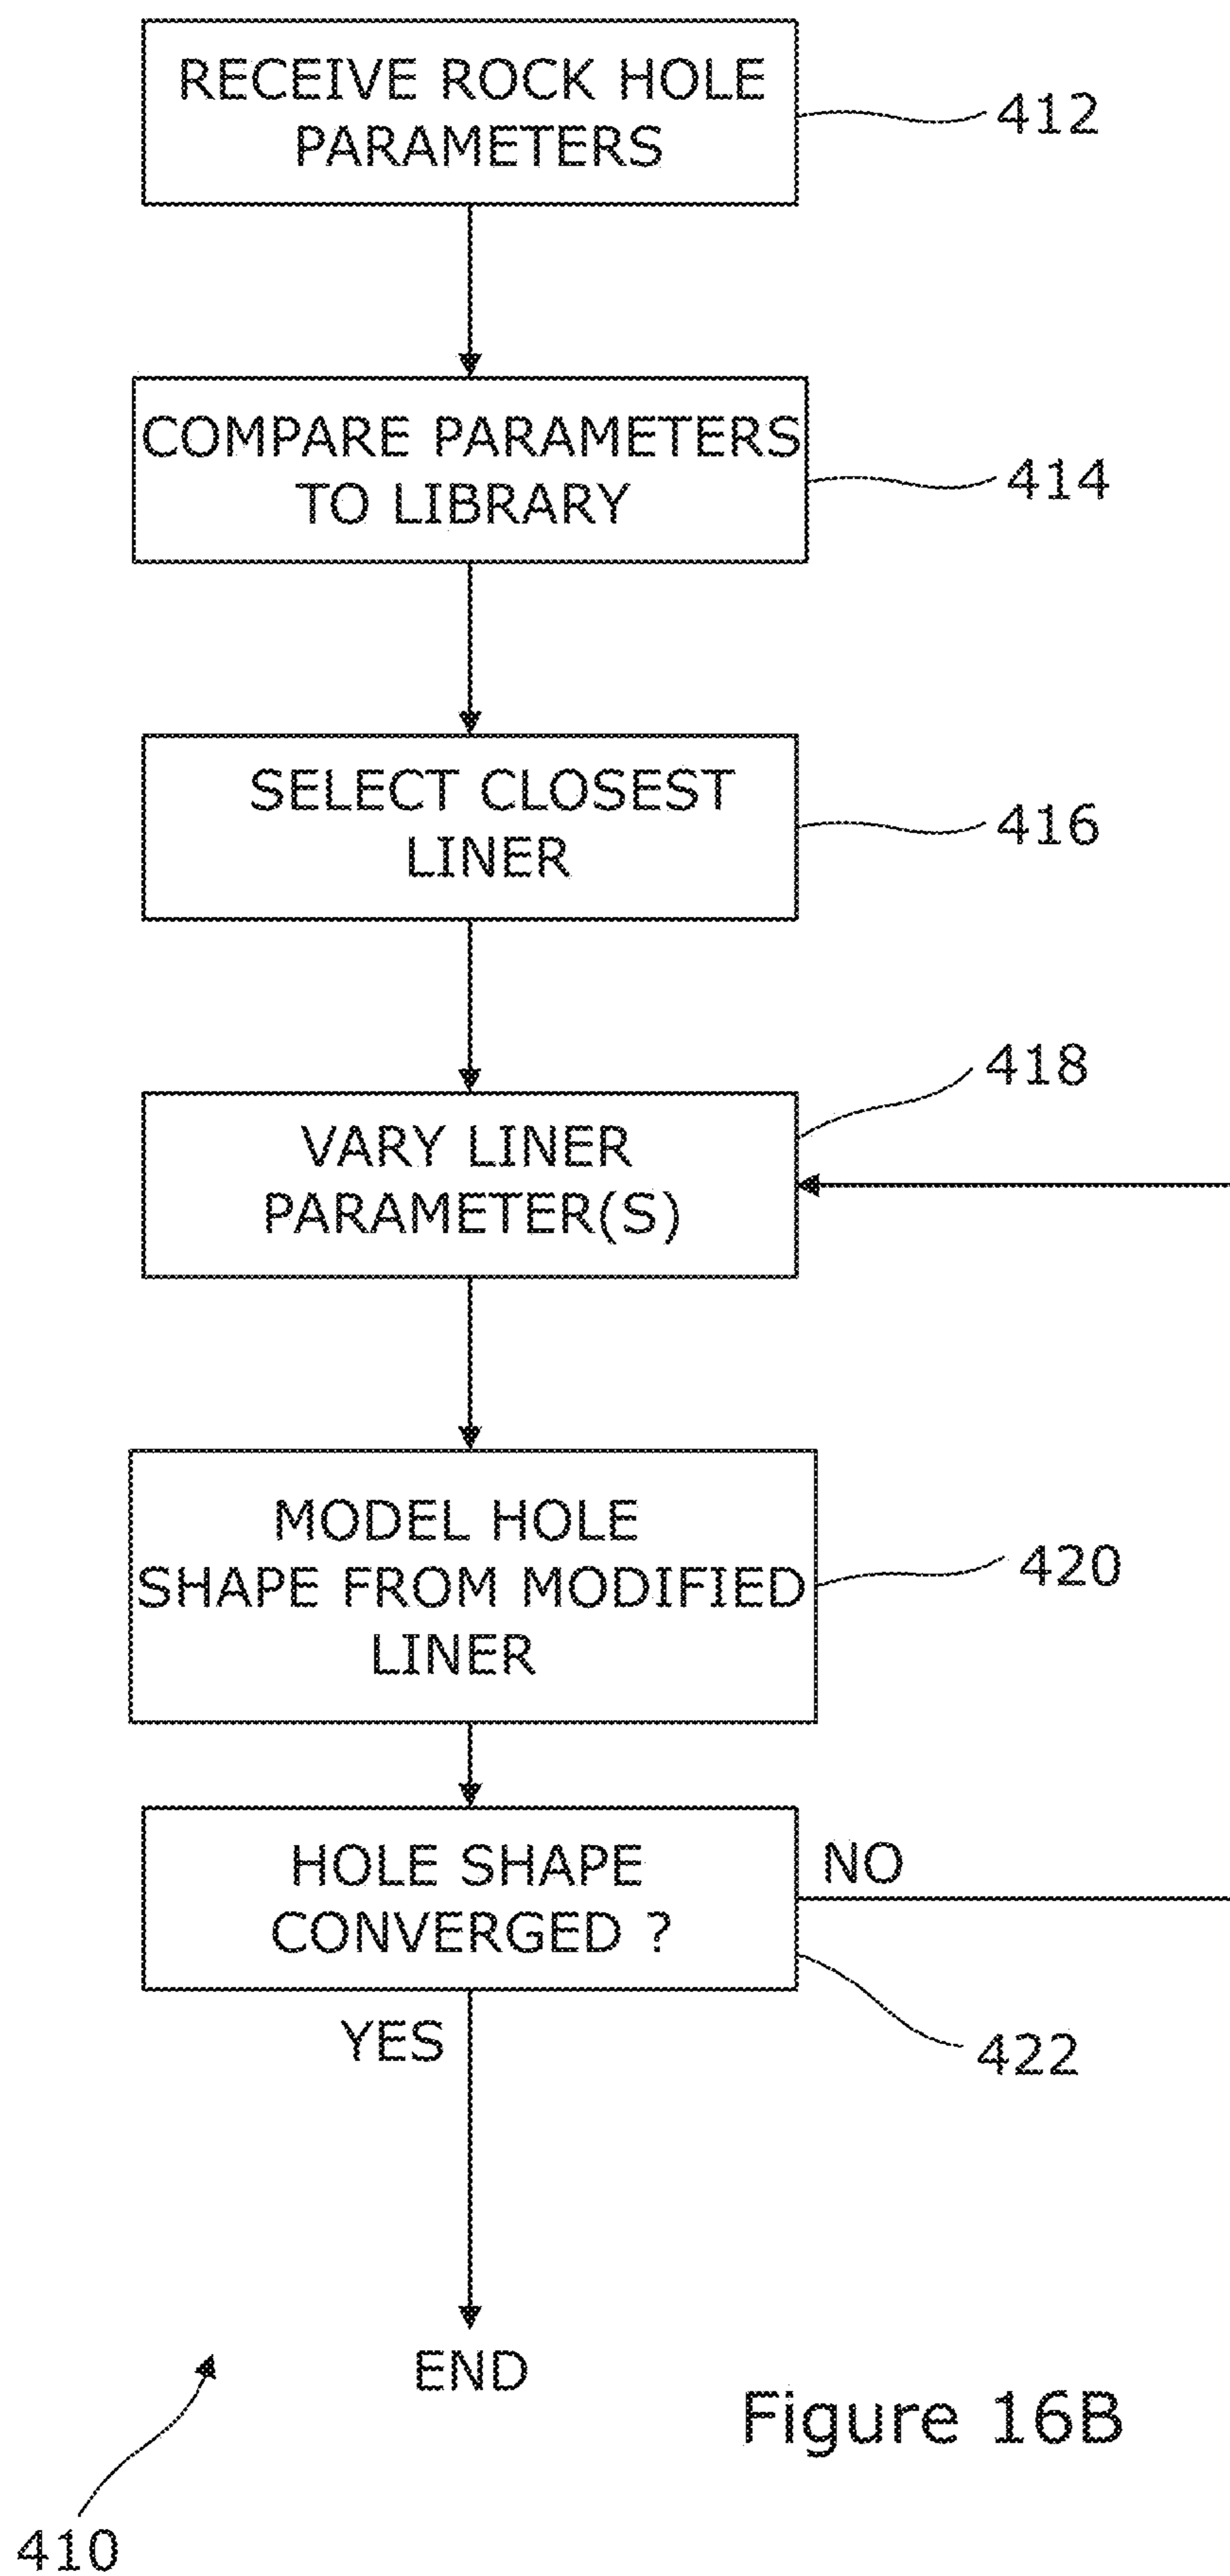 RECEIVE ROCK HOLE
PARAMETERS
412
COMPARE PARAMETERS
TO LIBRARY
414
SELECT CLOSEST
LINER
416
418
VARY LINER
PARAMETER(S)
MODEL HOLE
SHAPE FROM MODIFIED
LINER
420
HOLE SHAPE
CONVERGED ?
NO
YES
422
END
Figure 16B
410